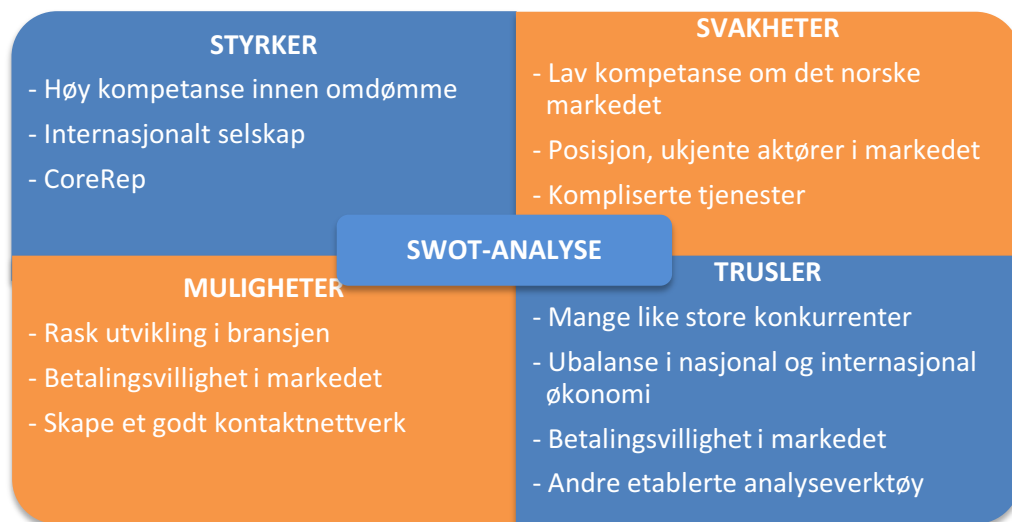 STYRKER
- Høy kompetanse innen omdømme
- Internasjonalt selskap
- CoreRep
SVAKHETER
- Lav kompetanse om det norske
markedet
- Posisjon, ukjente aktører i markedet
- Kompliserte tjenester
SWOT-ANALYSE
MULIGHETER
- Rask utvikling i bransjen
- Betalingsvillighet i markedet
- Skape et godt kontaktnettverk
TRUSLER
- Mange like store konkurrenter
- Ubalanse i nasjonal og internasjonal
økonomi
- Betalingsvillighet i markedet
- Andre etablerte analyseverktøy